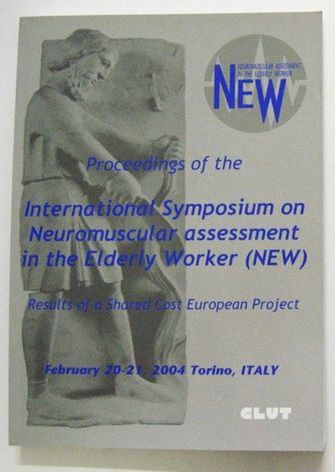 NEUROMUSCULAR ASSESSMENT
IN THE ELDERLY WORKER
NEW
Proceedings of the
International Symposium on
Neuromuscular assessment
in the Elderly Worker (NEW)
Results of a Shared Cost European Project
February 20-21, 2004 Torino, ITALY
CLUT